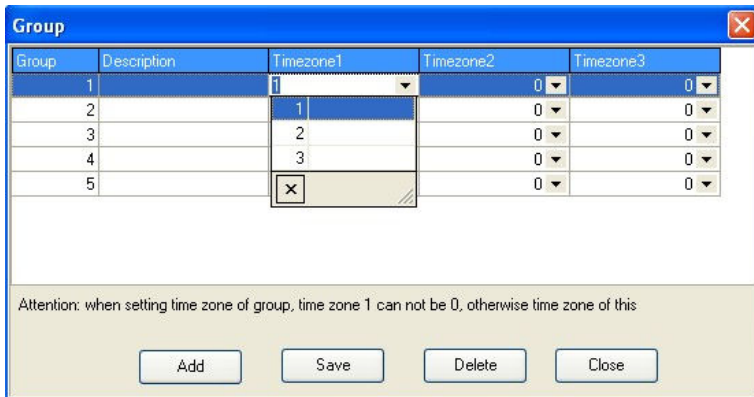 Group
Group Description Timezone1 Timezone2 Timezone3
1 1 0 0
2 1 0 0
3 2 0 0
4 3 0 0
5 0 0
Attention: when setting time zone of group, time zone 1 can not be 0, otherwise time zone of this
Add Save Delete Close